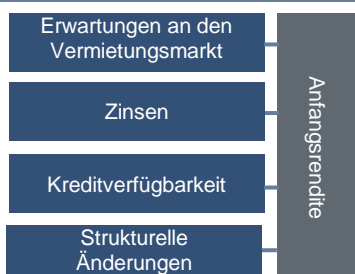 Erwartungen an den
Vermietungsmarkt
Zinsen
Kreditverfügbarkeit
Strukturelle
Änderungen
Anfangsrendite